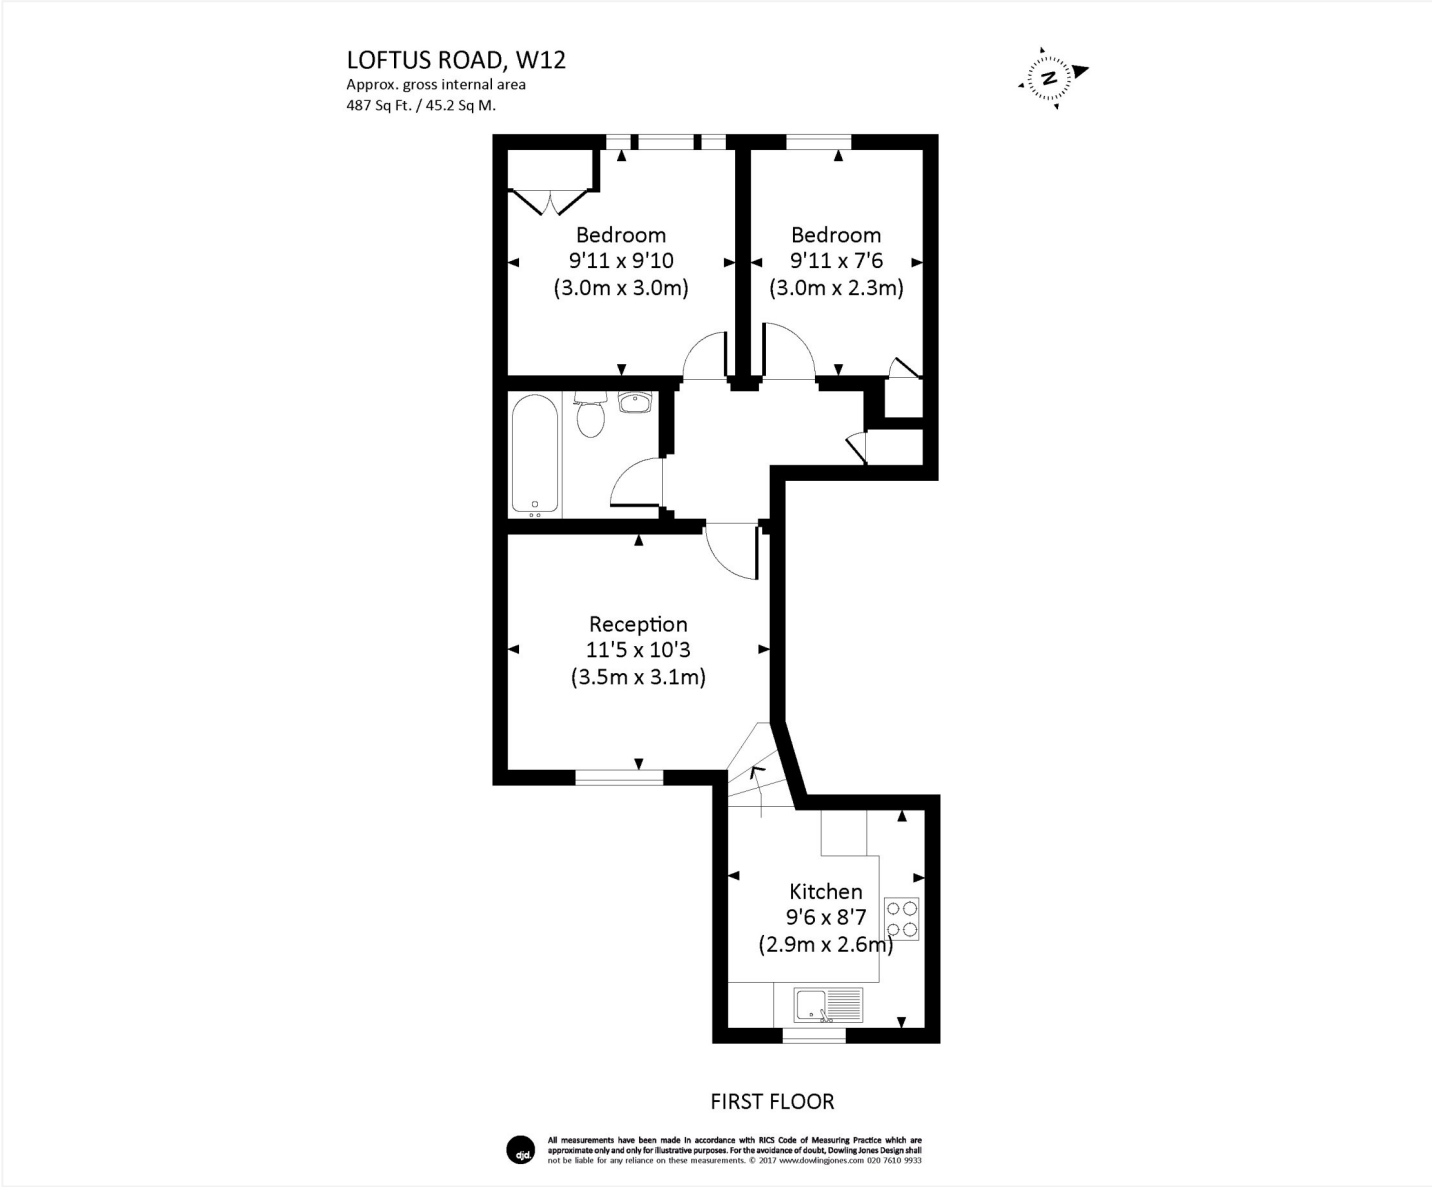 LOFTUS ROAD, W12
Approx. gross internal area
487 Sq Ft. / 45.2 Sq M.
N
Bedroom
9'11 x 9'10
(3.0m x 3.0m)
Bedroom
9'11 x 7'6
(3.0m x 2.3m)
Reception
11'5 x 10'3
(3.5m x 3.1m)
Kitchen
9'6 x 8'7
(2.9m x 2.6m)
FIRST FLOOR
djd.
All measurements have been made in accordance with RICS Code of Measuring Practice which are
approximate only and only for illustrative purposes. For the avoidance of doubt, Dowling Jones Design shall
not be liable for any reliance on these measurements. © 2017 www.dowlingjones.com 020 7610 9933